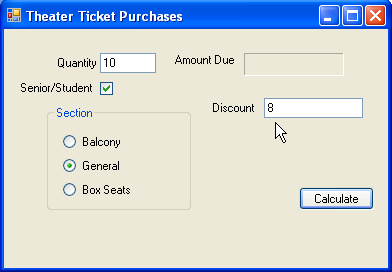 Theater Ticket Purchases
Quantity 10 Amount Due
Senior/Student
Discount 8
Section
Balcony
General
Box Seats
Calculate